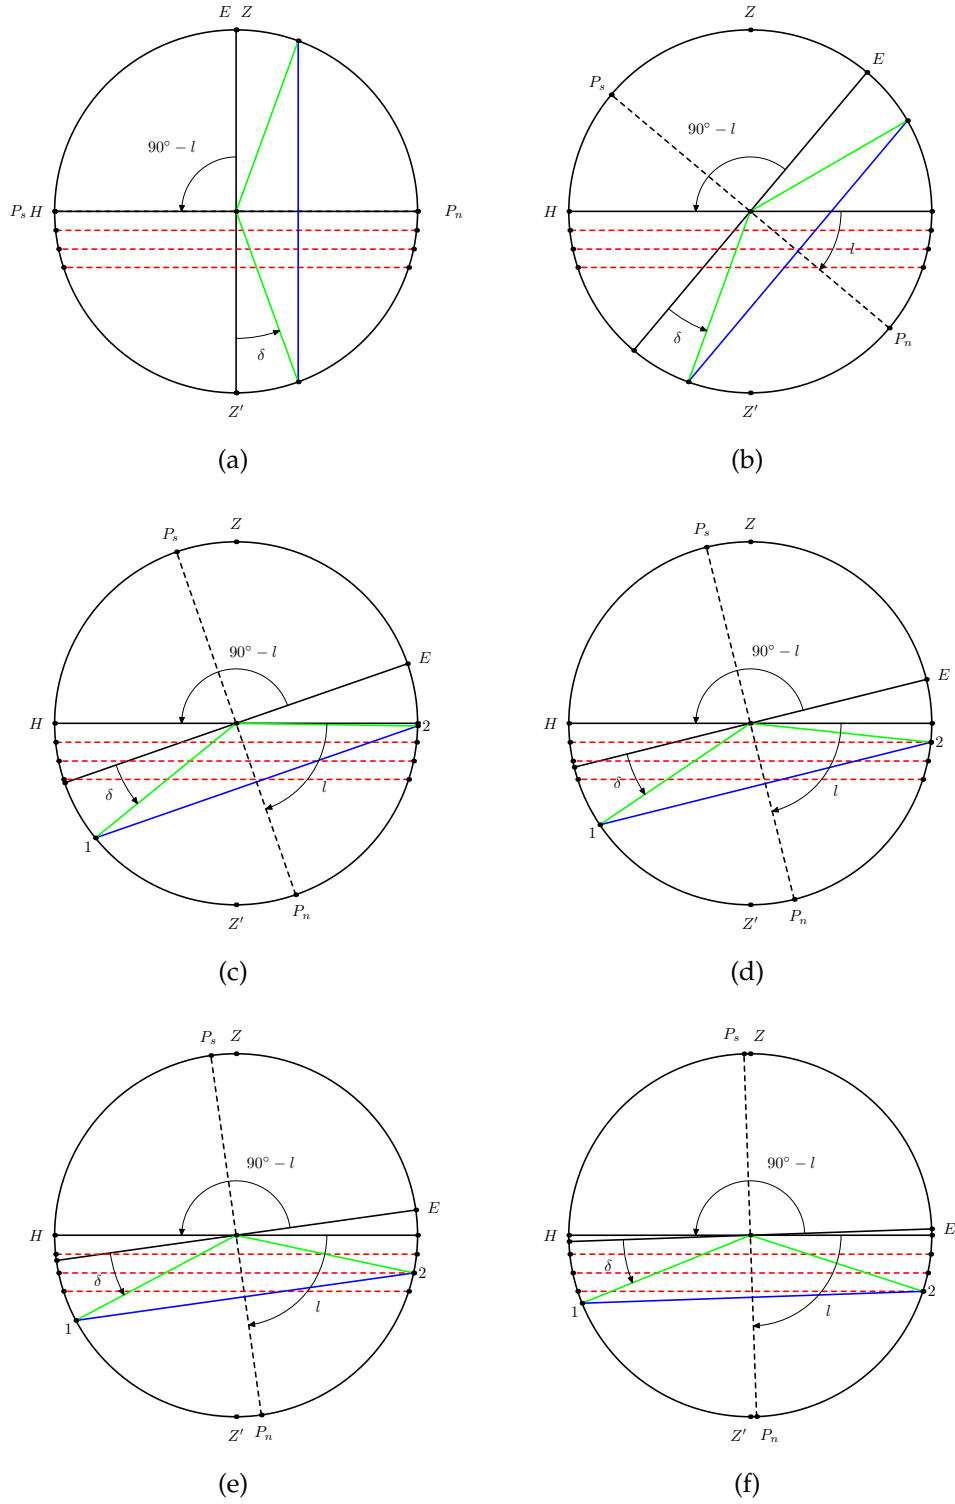 E Z
90° − l
P_s H
P_n
δ
Z′
(a)
Z
E
P_s
90° − l
H
l
δ
P_n
Z′
(b)
Z
P_s
90° − l
E
H
2
δ
l
1
P_n
Z′
(c)
Z
P_s
90° − l
E
H
2
δ
l
1
P_n
Z′
(d)
P_s Z
90° − l
E
H
2
δ
l
1
Z′ P_n
(e)
P_s Z
90° − l
E
H
δ
2
1
l
Z′ P_n
(f)